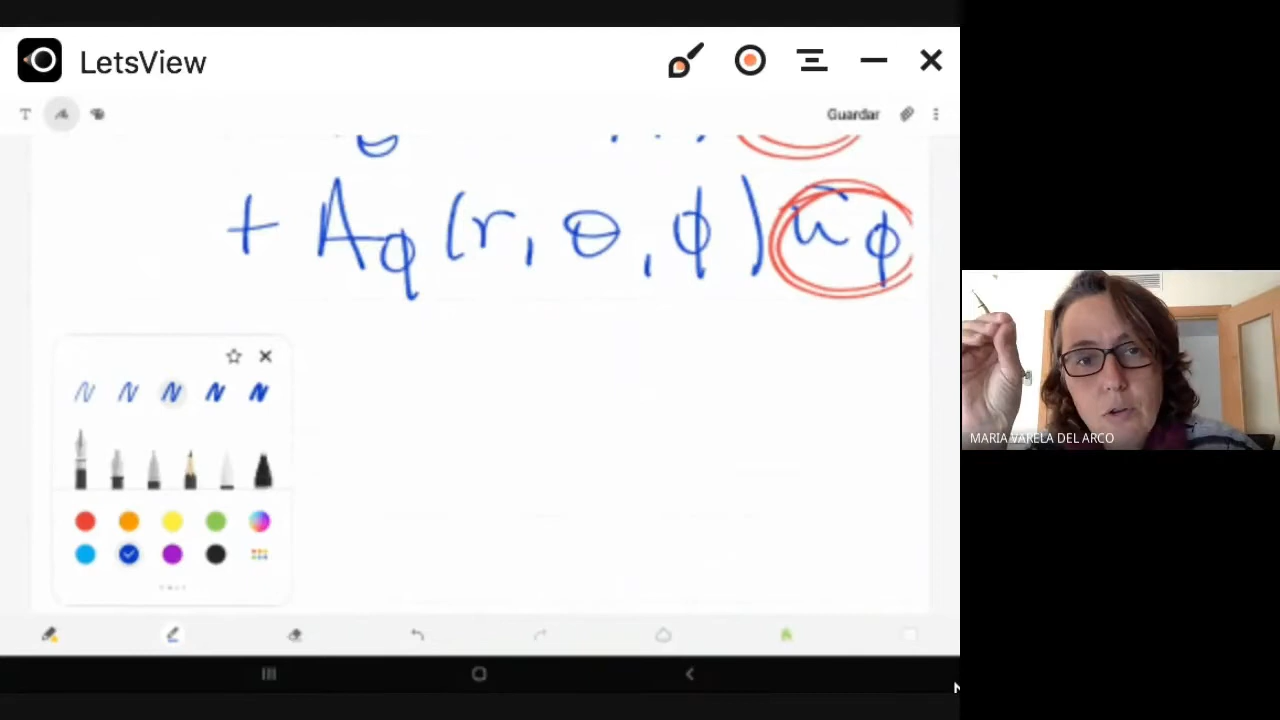 LetsView
T Guardar
+ Aφ (r, θ, φ) ûφ
MARIA VARELA DEL ARCO